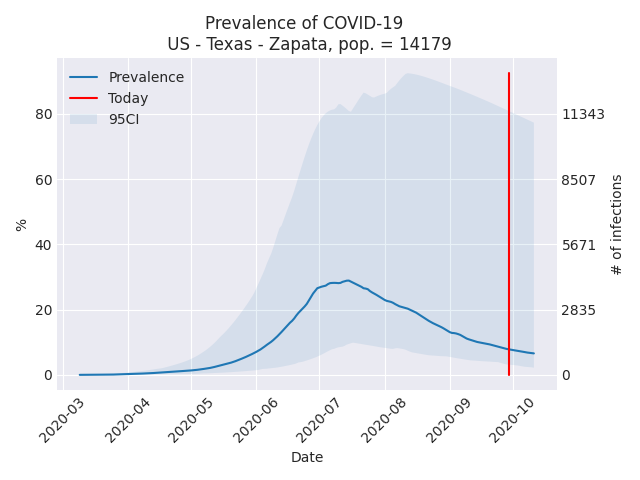 Prevalence of COVID-19
US - Texas - Zapata, pop. = 14179
Prevalence
Today
95CI
80
60
40
20
0
%
11343
8507
5671
2835
0
# of infections
2020-03
2020-04
2020-05
2020-06
2020-07
2020-08
2020-09
2020-10
Date